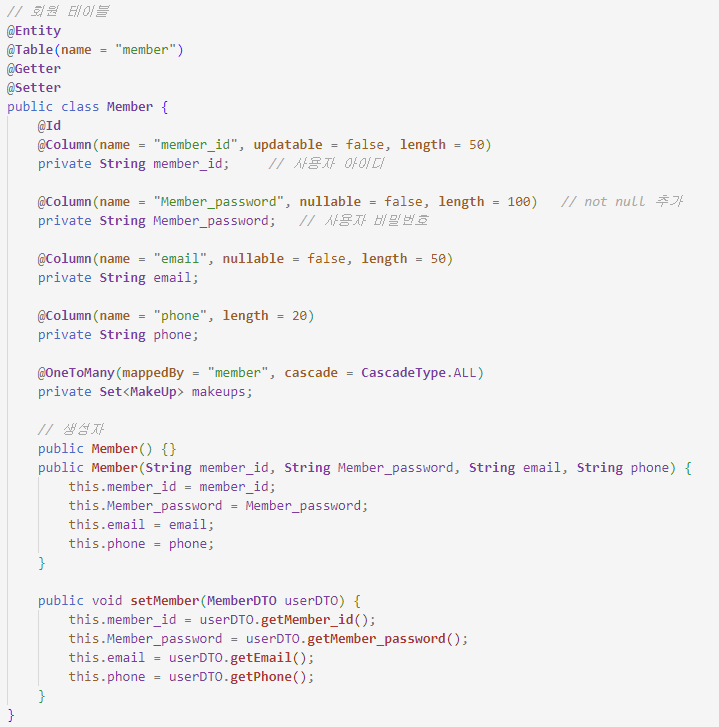 // 회원 테이블
@Entity
@Table(name = "member")
@Getter
@Setter
public class Member {
    @Id
    @Column(name = "member_id", updatable = false, length = 50)
    private String member_id;     // 사용자 아이디
    @Column(name = "Member_password", nullable = false, length = 100)   // not null 추가
    private String Member_password;   // 사용자 비밀번호
    @Column(name = "email", nullable = false, length = 50)
    private String email;
    @Column(name = "phone", length = 20)
    private String phone;
    @OneToMany(mappedBy = "member", cascade = CascadeType.ALL)
    private Set<MakeUp> makeups;
    // 생성자
    public Member() {}
    public Member(String member_id, String Member_password, String email, String phone) {
        this.member_id = member_id;
        this.Member_password = Member_password;
        this.email = email;
        this.phone = phone;
    }
    public void setMember(MemberDTO userDTO) {
        this.member_id = userDTO.getMember_id();
        this.Member_password = userDTO.getMember_password();
        this.email = userDTO.getEmail();
        this.phone = userDTO.getPhone();
    }
}